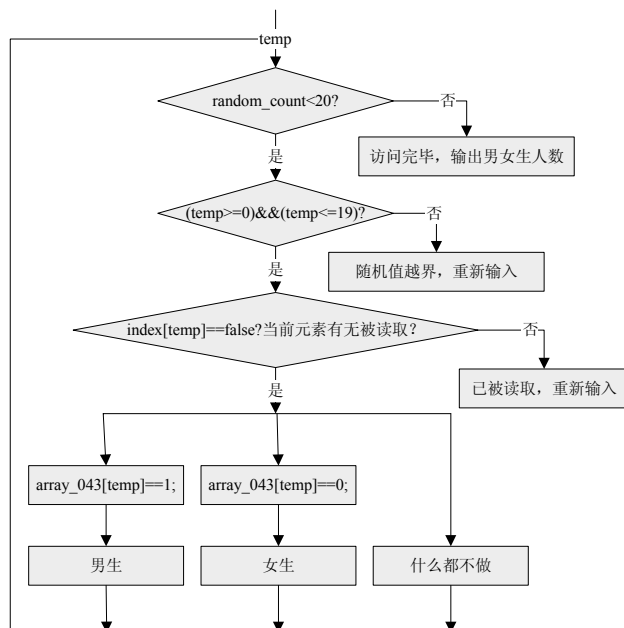 temp
random_count<20?
否
访问完毕，输出男女生人数
是
(temp>=0)&&(temp<=19)?
否
随机值越界，重新输入
是
index[temp]==false?当前元素有无被读取？
否
已被读取，重新输入
是
array_043[temp]==1;
array_043[temp]==0;
男生
女生
什么都不做